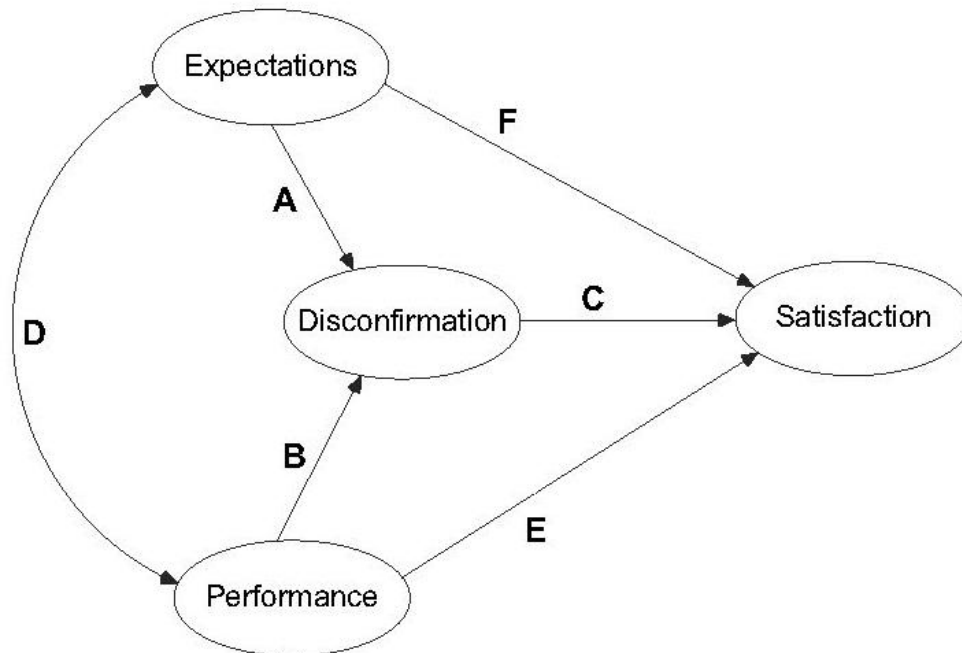 Expectations
F
A
Disconfirmation
C
Satisfaction
D
B
E
Performance